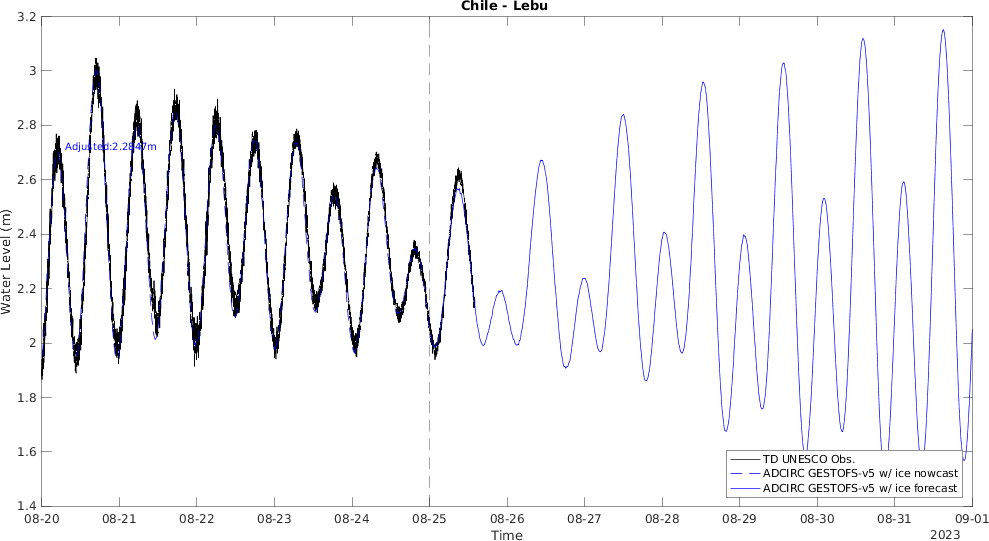 Chile - Lebu
3.2
3
2.8
2.6
2.4
2.2
2
1.8
1.6
1.4
Water Level (m)
Adjusted:2.2847m
TD UNESCO Obs.
ADCIRC GESTOFS-v5 w/ ice nowcast
ADCIRC GESTOFS-v5 w/ ice forecast
08-20 08-21 08-22 08-23 08-24 08-25 08-26 08-27 08-28 08-29 08-30 08-31 09-01
Time
2023